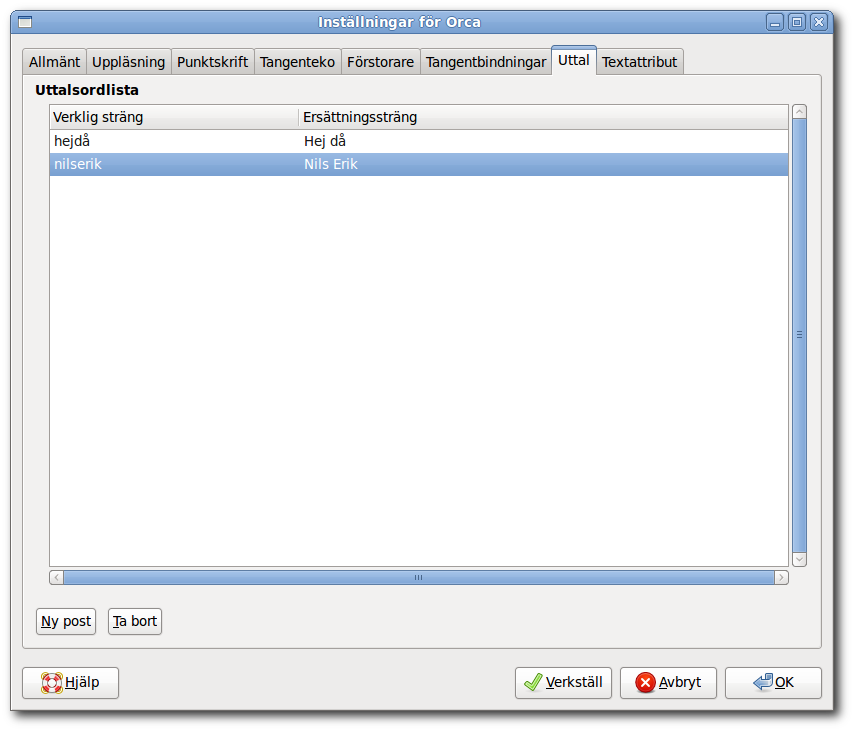 Inställningar för Orca
Allmänt Uppläsning Punktskrift Tangenteko Förstorare Tangentbindningar Uttal Textattribut
Uttalsordlista
Verklig sträng Ersättningssträng
hejdå Hej då
nilserik Nils Erik
Ny post Ta bort
Hjälp Verkställ Avbryt OK